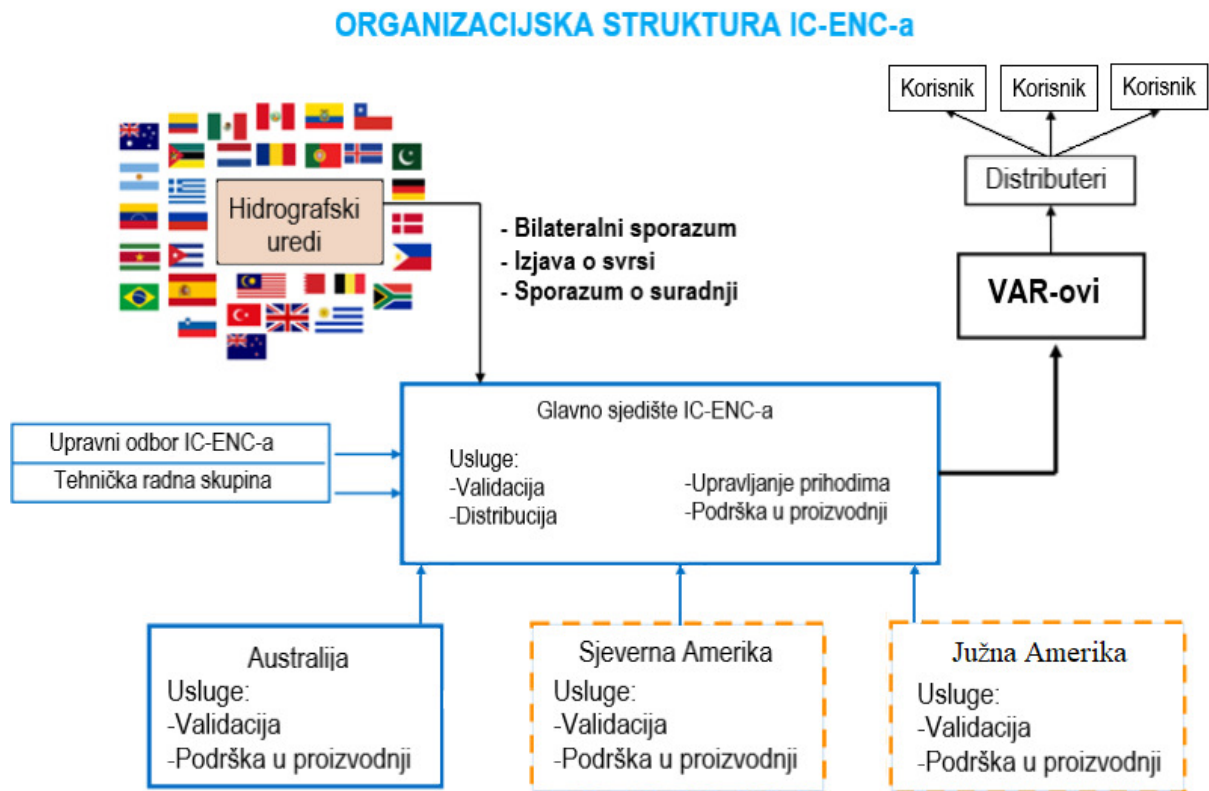 ORGANIZACIJSKA STRUKTURA IC-ENC-a
Korisnik
Korisnik
Korisnik
Distributeri
VAR-ovi
Hidrografski
uredi
- Bilateralni sporazum
- Izjava o svrsi
- Sporazum o suradnji
Upravni odbor IC-ENC-a
Tehnička radna skupina
Glavno sjedište IC-ENC-a
Usluge:
-Validacija
-Distribucija
-Upravljanje prihodima
-Podrška u proizvodnji
Australija
Usluge:
-Validacija
-Podrška u proizvodnji
Sjeverna Amerika
Usluge:
-Validacija
-Podrška u proizvodnji
Južna Amerika
Usluge:
-Validacija
-Podrška u proizvodnji